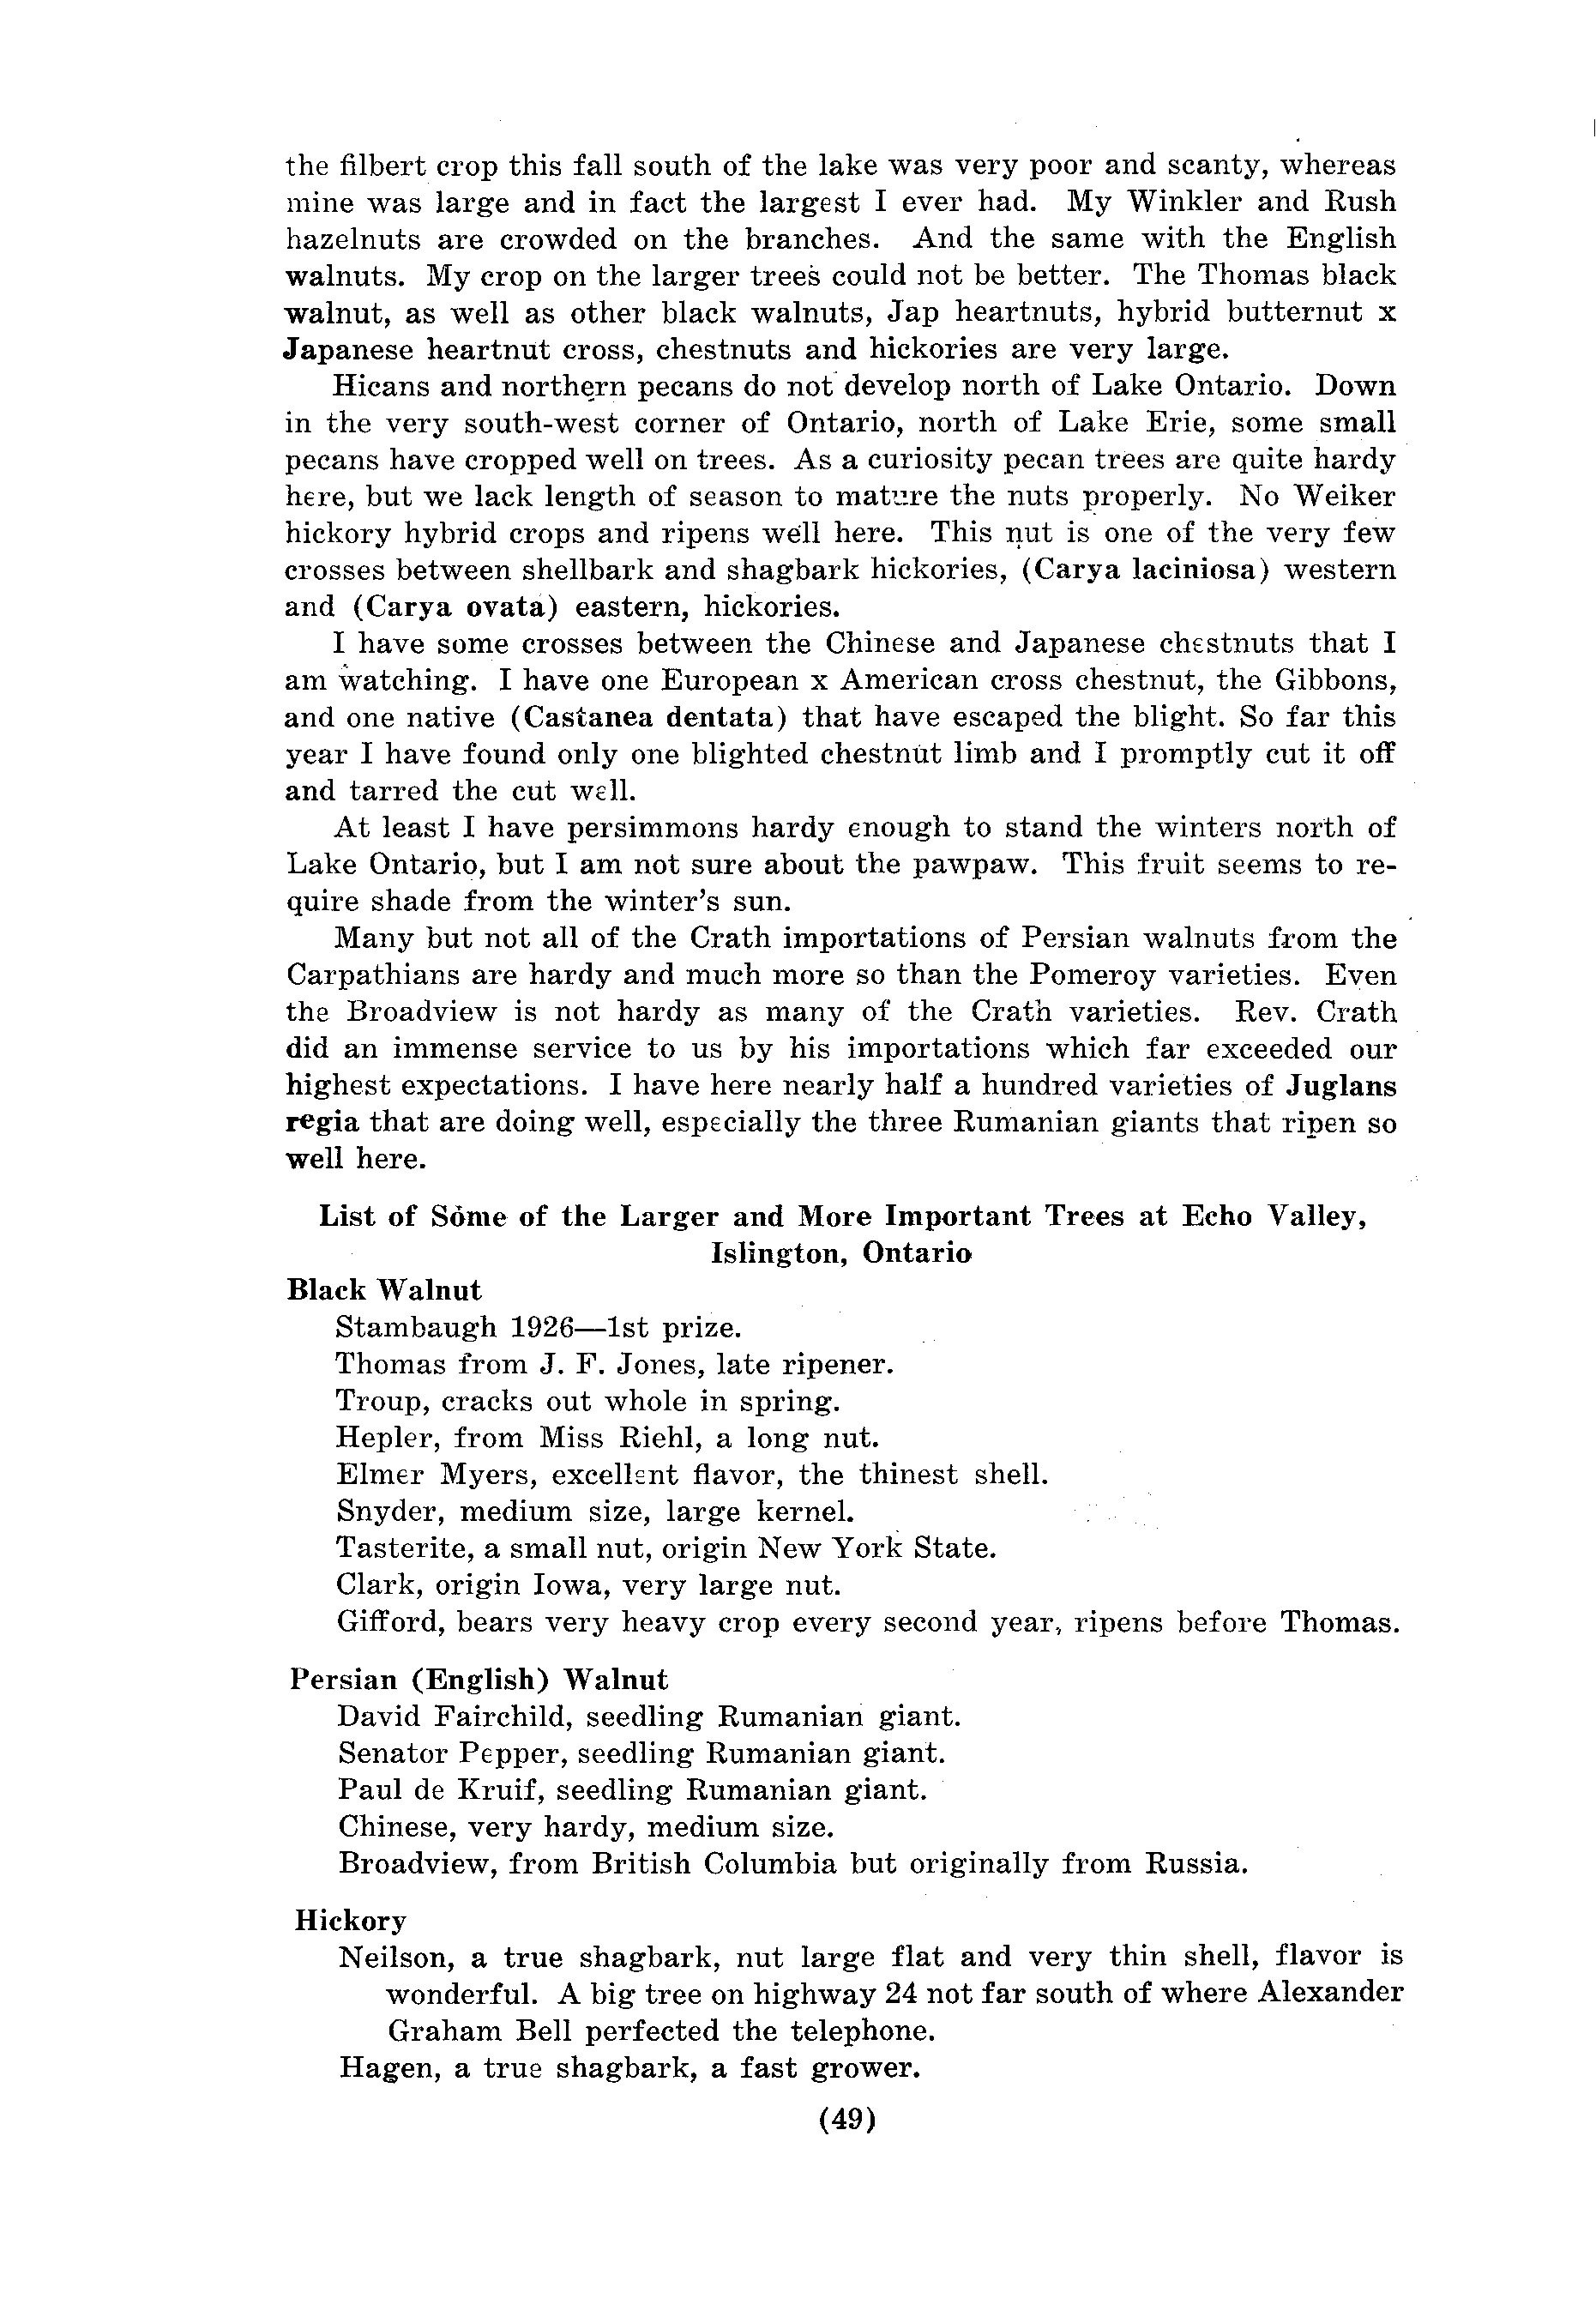 the filbert crop this fall south of the lake was very poor and scanty, whereas
mine was large and in fact the largest I ever had. My Winkler and Rush
hazelnuts are crowded on the branches. And the same with the English
walnuts. My crop on the larger trees could not be better. The Thomas black
walnut, as well as other black walnuts, Jap heartnuts, hybrid butternut x
Japanese heartnut cross, chestnuts and hickories are very large.
Hicans and northern pecans do not develop north of Lake Ontario. Down
in the very south-west corner of Ontario, north of Lake Erie, some small
pecans have cropped well on trees. As a curiosity pecan trees are quite hardy
here, but we lack length of season to mature the nuts properly. No Weiker
hickory hybrid crops and ripens well here. This nut is one of the very few
crosses between shellbark and shagbark hickories, (Carya laciniosa) western
and (Carya ovata) eastern, hickories.
I have some crosses between the Chinese and Japanese chestnuts that I
am watching. I have one European x American cross chestnut, the Gibbons,
and one native (Castanea dentata) that have escaped the blight. So far this
year I have found only one blighted chestnut limb and I promptly cut it off
and tarred the cut well.
At least I have persimmons hardy enough to stand the winters north of
Lake Ontario, but I am not sure about the pawpaw. This fruit seems to re-
quire shade from the winter's sun.
Many but not all of the Crath importations of Persian walnuts from the
Carpathians are hardy and much more so than the Pomeroy varieties. Even
the Broadview is not hardy as many of the Crath varieties. Rev. Crath
did an immense service to us by his importations which far exceeded our
highest expectations. I have here nearly half a hundred varieties of Juglans
regia that are doing well, especially the three Rumanian giants that ripen so
well here.
List of Some of the Larger and More Important Trees at Echo Valley,
Islington, Ontario
Black Walnut
Stambaugh 1926—1st prize.
Thomas from J. F. Jones, late ripener.
Troup, cracks out whole in spring.
Hepler, from Miss Riehl, a long nut.
Elmer Myers, excellent flavor, the thinest shell.
Snyder, medium size, large kernel.
Tasterite, a small nut, origin New York State.
Clark, origin Iowa, very large nut.
Gifford, bears very heavy crop every second year, ripens before Thomas.
Persian (English) Walnut
David Fairchild, seedling Rumanian giant.
Senator Pepper, seedling Rumanian giant.
Paul de Kruif, seedling Rumanian giant.
Chinese, very hardy, medium size.
Broadview, from British Columbia but originally from Russia.
Hickory
Neilson, a true shagbark, nut large flat and very thin shell, flavor is
wonderful. A big tree on highway 24 not far south of where Alexander
Graham Bell perfected the telephone.
Hagen, a true shagbark, a fast grower.
(49)